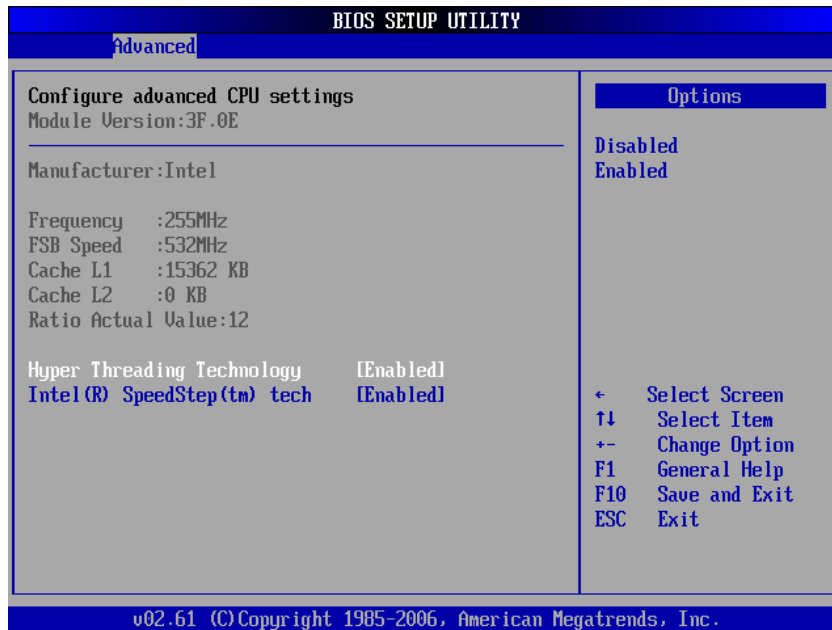 BIOS SETUP UTILITY
Advanced
Configure advanced CPU settings
Module Version:3F.0E
Manufacturer:Intel
Frequency :255MHz
FSB Speed :532MHz
Cache L1 :15362 KB
Cache L2 :0 KB
Ratio Actual Value:12
Hyper Threading Technology [Enabled]
Intel(R) SpeedStep(tm) tech [Enabled]
Options
Disabled
Enabled
← Select Screen
↑↓ Select Item
+- Change Option
F1 General Help
F10 Save and Exit
ESC Exit
v02.61 (C)Copyright 1985-2006, American Megatrends, Inc.